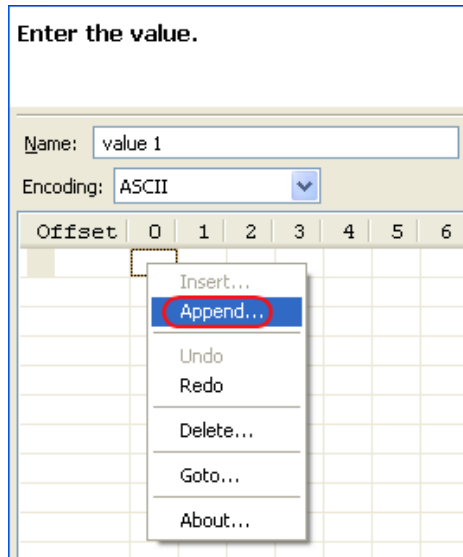 Enter the value.
Name: value 1
Encoding: ASCII
Offset 0 1 2 3 4 5 6
Insert...
Append...
Undo
Redo
Delete...
Goto...
About...